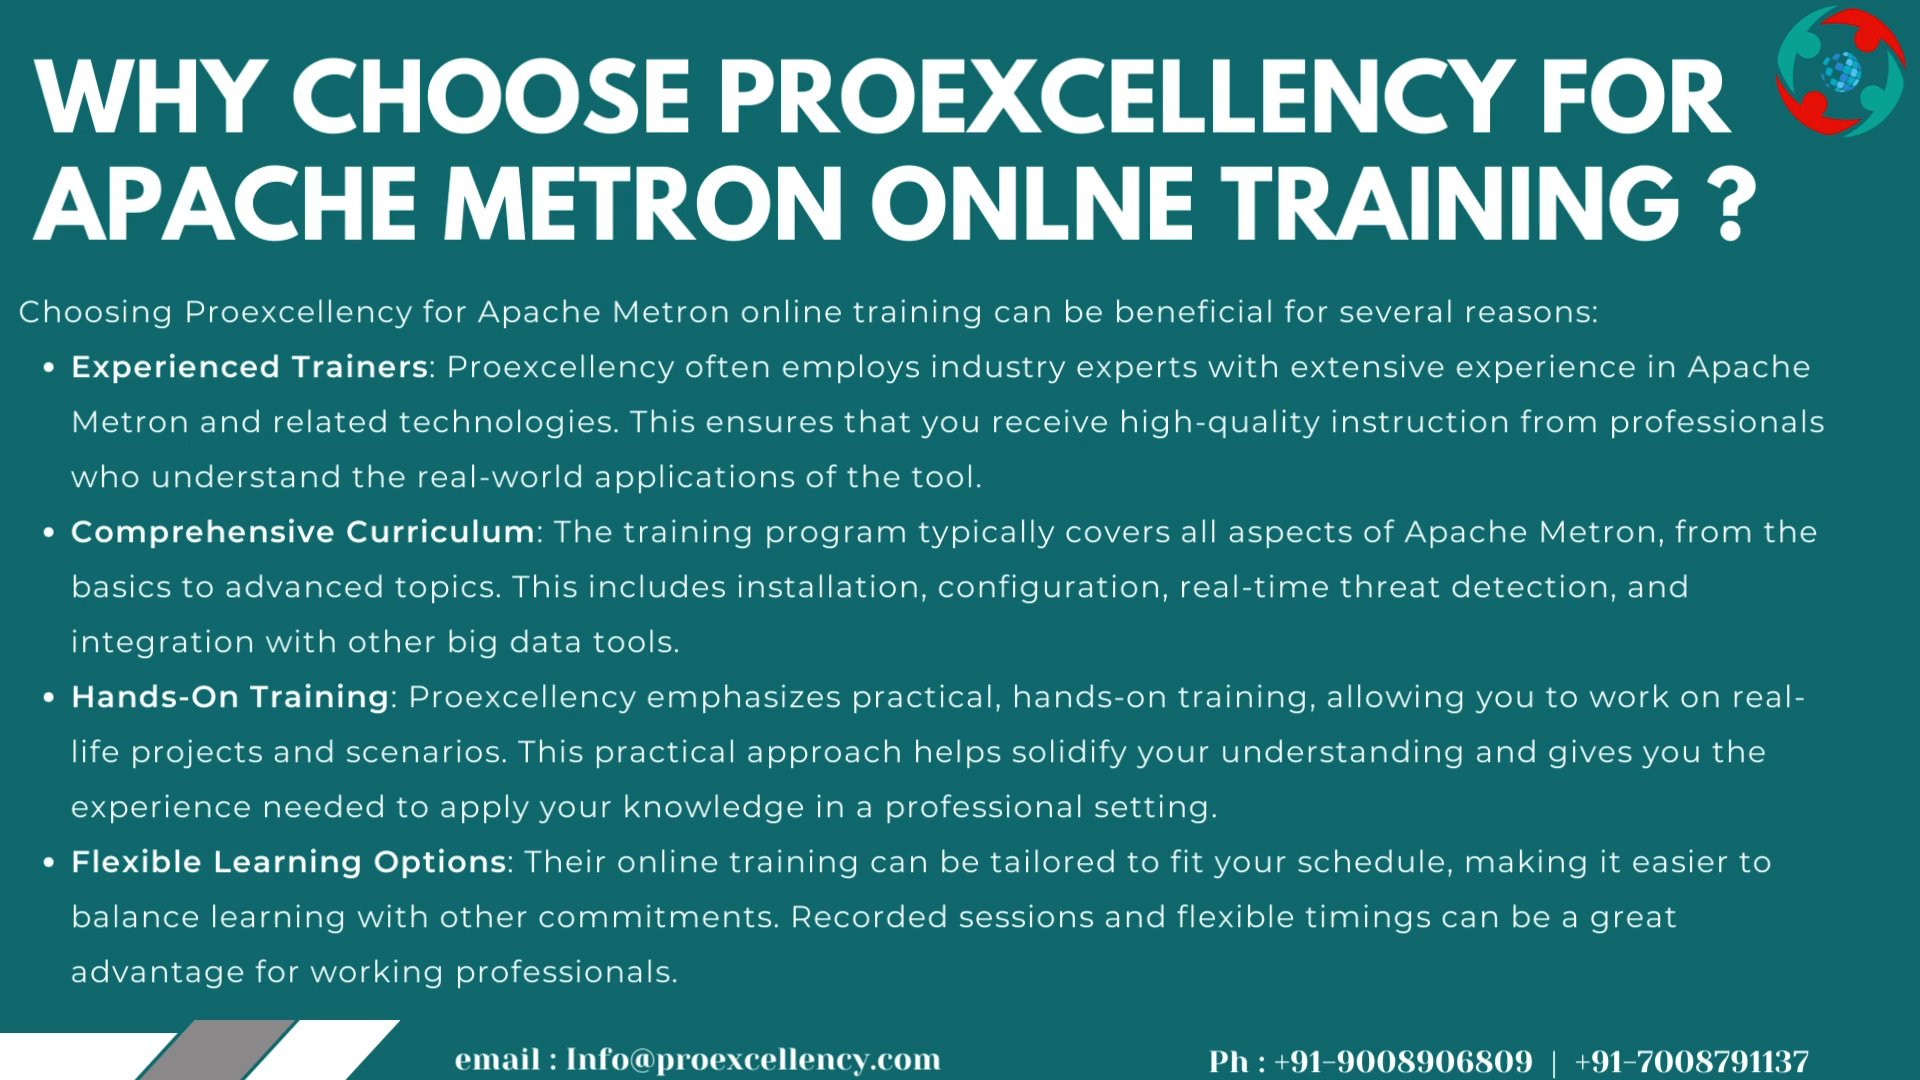 WHY CHOOSE PROEXCELLENCY FOR
APACHE METRON ONLNE TRAINING ?
Choosing Proexcellency for Apache Metron online training can be beneficial for several reasons:
• Experienced Trainers: Proexcellency often employs industry experts with extensive experience in Apache
Metron and related technologies. This ensures that you receive high-quality instruction from professionals
who understand the real-world applications of the tool.
• Comprehensive Curriculum: The training program typically covers all aspects of Apache Metron, from the
basics to advanced topics. This includes installation, configuration, real-time threat detection, and
integration with other big data tools.
• Hands-On Training: Proexcellency emphasizes practical, hands-on training, allowing you to work on real-
life projects and scenarios. This practical approach helps solidify your understanding and gives you the
experience needed to apply your knowledge in a professional setting.
• Flexible Learning Options: Their online training can be tailored to fit your schedule, making it easier to
balance learning with other commitments. Recorded sessions and flexible timings can be a great
advantage for working professionals.
email : Info@proexcellency.com
Ph : +91-9008906809 | +91-7008791137